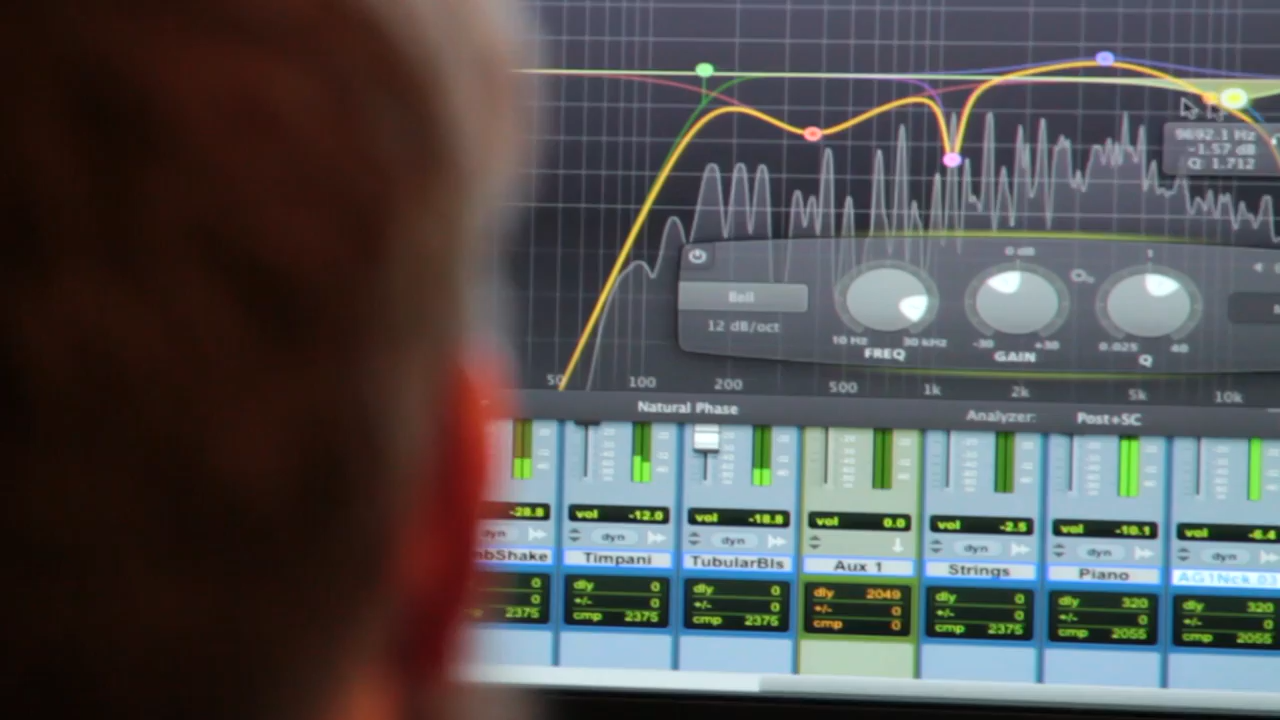 9692.1 Hz
-1.57 dB
Q: 1.712
0 dB
1
Bell
12 dB/oct
10 Hz 30 kHz
-30 +30
0.025 40
FREQ
GAIN
Q
50 100 200 500 1k 2k 5k 10k
Natural Phase
Analyzer: Post+SC
-28.8
vol -12.0
vol -18.8
vol 0.0
vol -2.5
vol -10.1
vol -6.4
dyn dyn dyn dyn dyn dyn
mbShake
Timpani
TubularBls
Aux 1
Strings
Piano
AG1Nck.03
0
0
2375
dly 0
+/- 0
cmp 2375
dly 0
+/- 0
cmp 2375
dly 2049
+/- 0
cmp 0
dly 0
+/- 0
cmp 2375
dly 320
+/- 0
cmp 2055
dly 320
+/- 0
cmp 2055